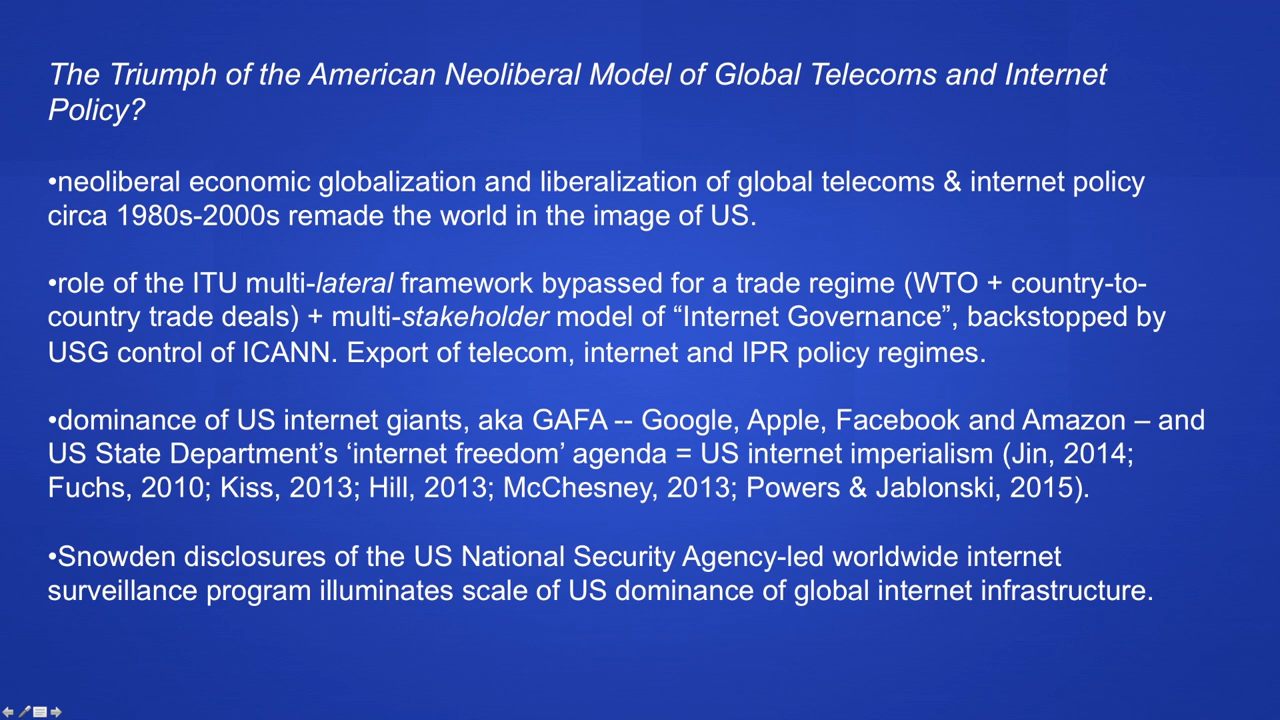 The Triumph of the American Neoliberal Model of Global Telecoms and Internet
Policy?
•neoliberal economic globalization and liberalization of global telecoms & internet policy
circa 1980s-2000s remade the world in the image of US.
•role of the ITU multi-lateral framework bypassed for a trade regime (WTO + country-to-
country trade deals) + multi-stakeholder model of “Internet Governance”, backstopped by
USG control of ICANN. Export of telecom, internet and IPR policy regimes.
•dominance of US internet giants, aka GAFA -- Google, Apple, Facebook and Amazon – and
US State Department’s ‘internet freedom’ agenda = US internet imperialism (Jin, 2014;
Fuchs, 2010; Kiss, 2013; Hill, 2013; McChesney, 2013; Powers & Jablonski, 2015).
•Snowden disclosures of the US National Security Agency-led worldwide internet
surveillance program illuminates scale of US dominance of global internet infrastructure.